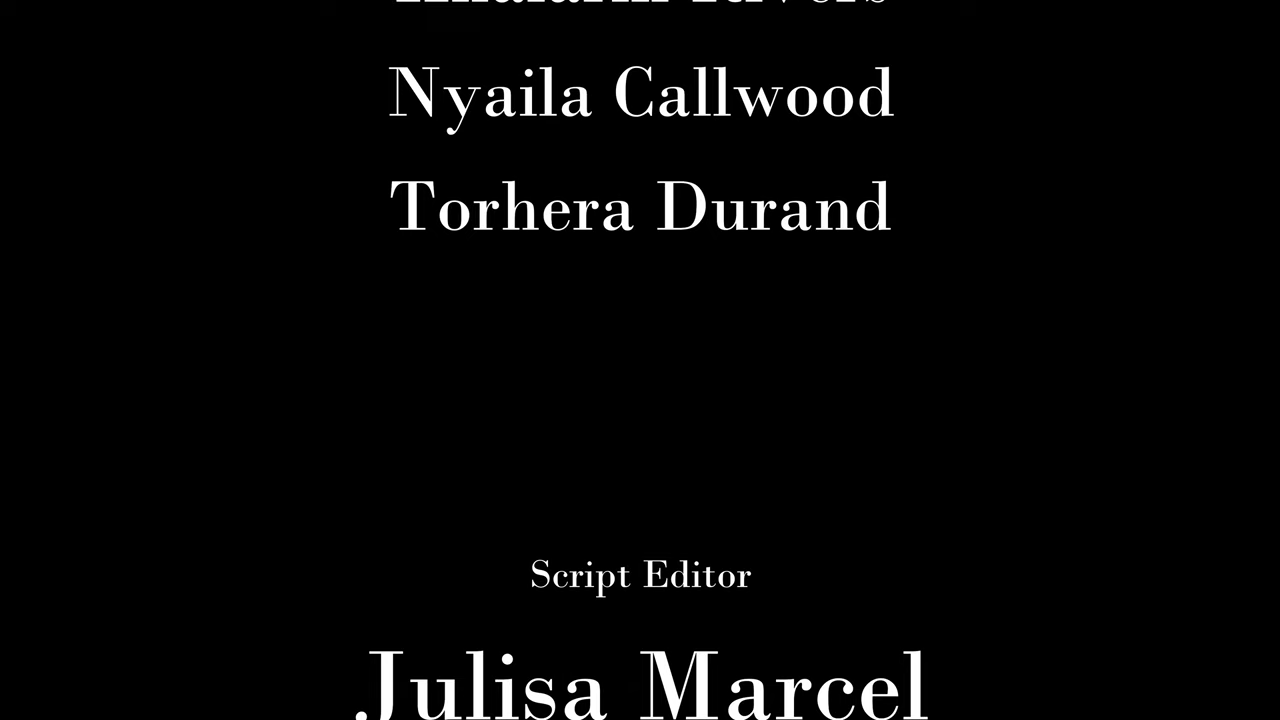 Nyaila Callwood
Torhera Durand
Script Editor
Julisa Marcel